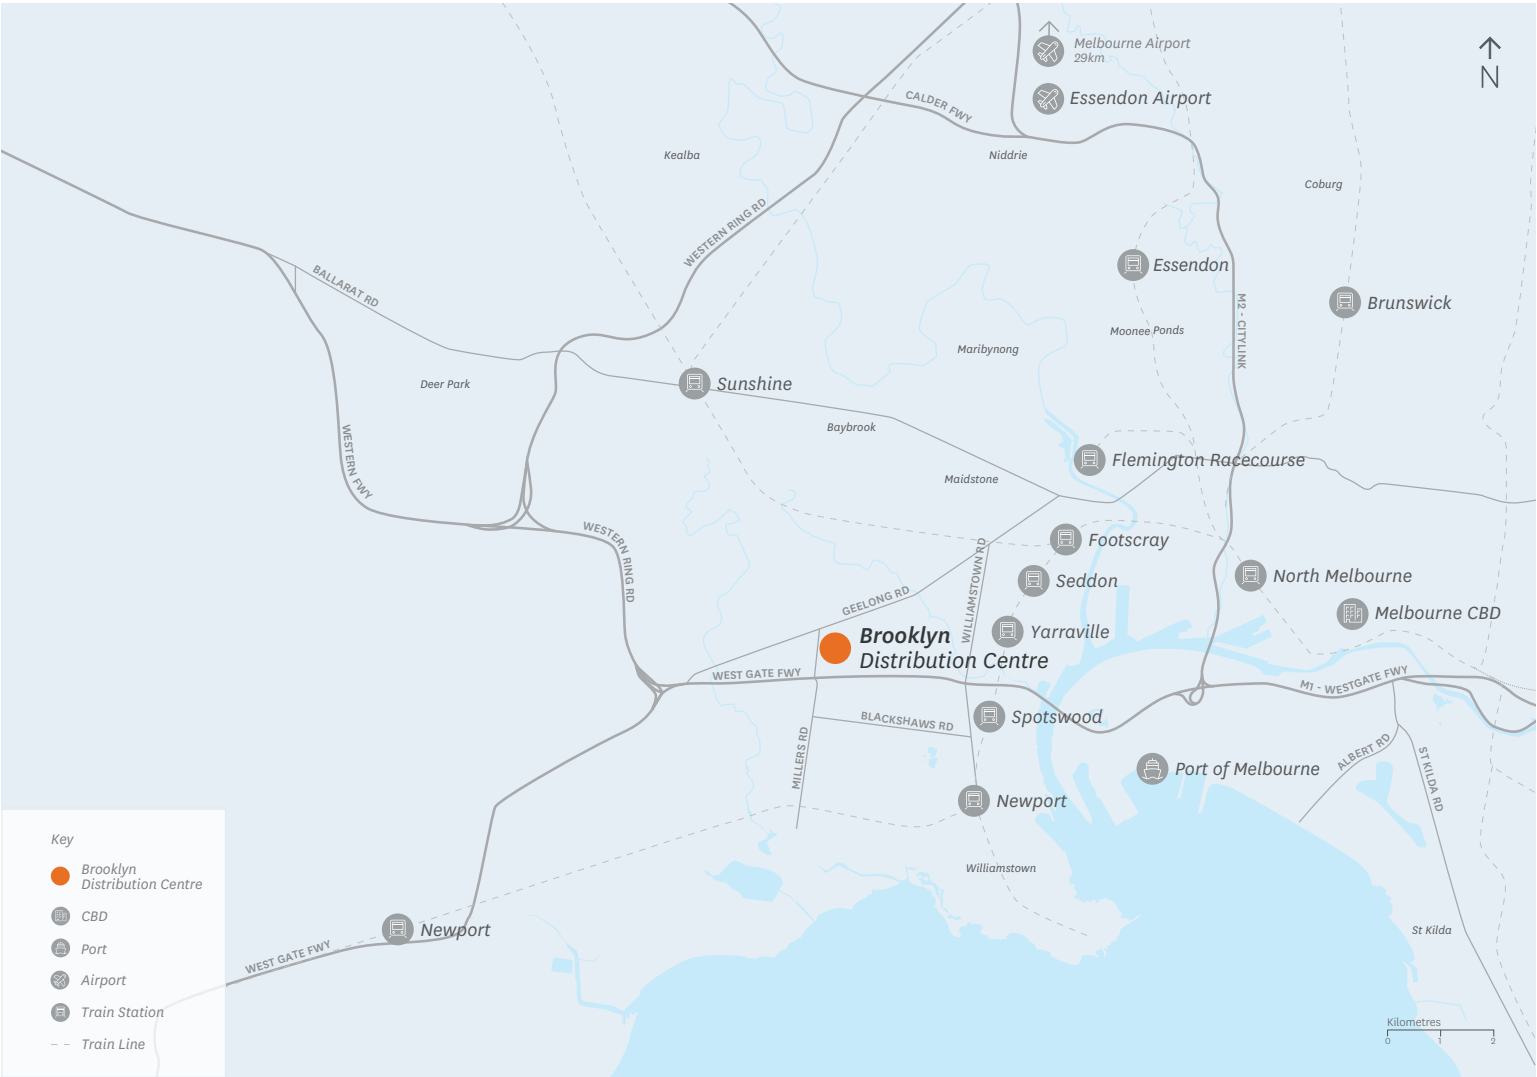 Melbourne Airport
29km
N
Essendon Airport
CALDER FWY
Kealba
Niddrie
Coburg
WESTERN RING RD
Essendon
BALLARAT RD
M2 - CITYLINK
Brunswick
Moonee Ponds
Maribynong
Deer Park
Sunshine
Baybrook
WESTERN FWY
Flemington Racecourse
Maidstone
WESTERN RING RD
Footscray
WILLIAMSTOWN RD
Seddon
North Melbourne
GEELONG RD
Melbourne CBD
Yarraville
Brooklyn
Distribution Centre
WEST GATE FWY
M1 - WESTGATE FWY
Spotswood
BLACKSHAWS RD
MILLERS RD
ALBERT RD
ST KILDA RD
Port of Melbourne
Newport
Williamstown
Newport
St Kilda
WEST GATE FWY
Key
Brooklyn
Distribution Centre
CBD
Port
Airport
Train Station
Train Line
Kilometres
0 1 2